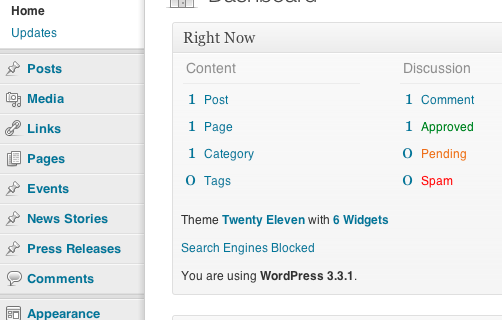 Dashboard
Home
Updates
Posts
Media
Links
Pages
Events
News Stories
Press Releases
Comments
Appearance
Right Now
Content
Discussion
1 Post
1 Comment
1 Page
1 Approved
1 Category
0 Pending
0 Tags
0 Spam
Theme Twenty Eleven with 6 Widgets
Search Engines Blocked
You are using WordPress 3.3.1.